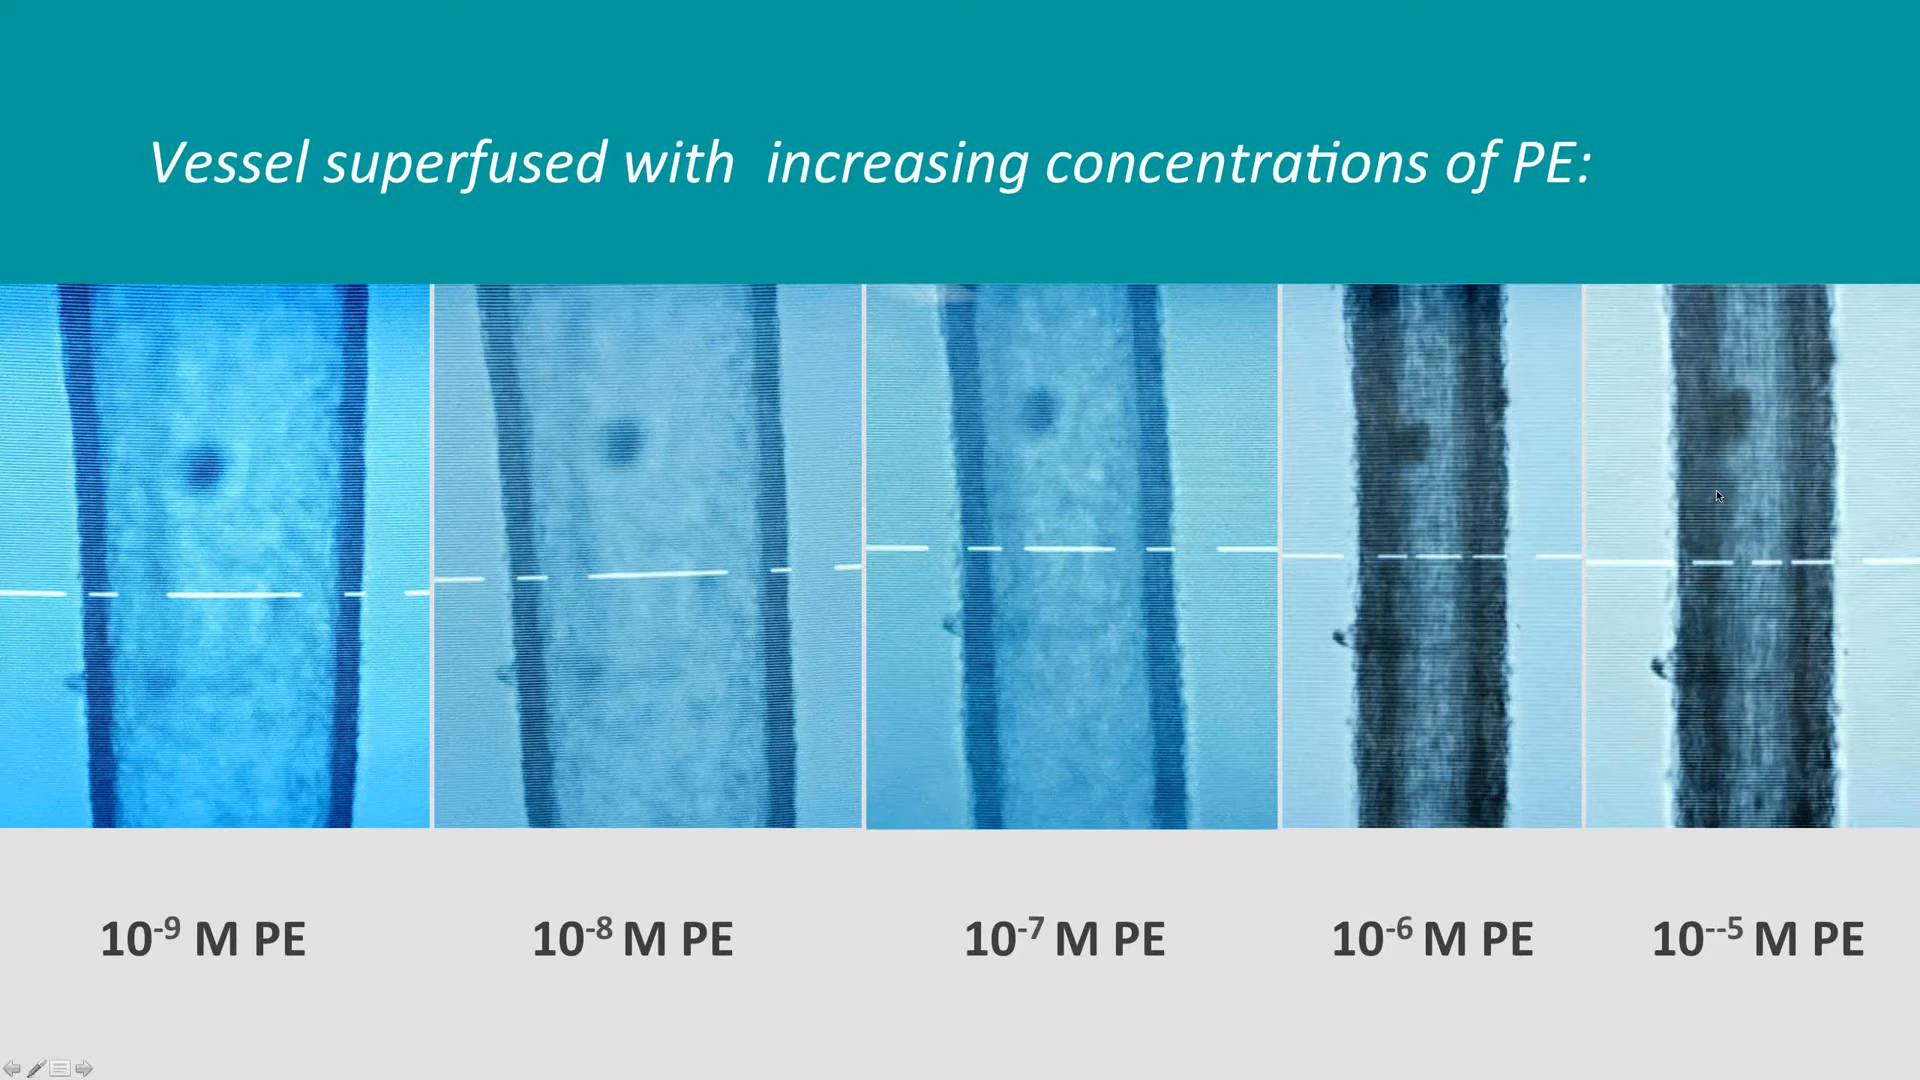 Vessel superfused with  increasing concentrations of PE:
10⁻⁹ M PE
10⁻⁸ M PE
10⁻⁷ M PE
10⁻⁶ M PE
10⁻⁻⁵ M PE